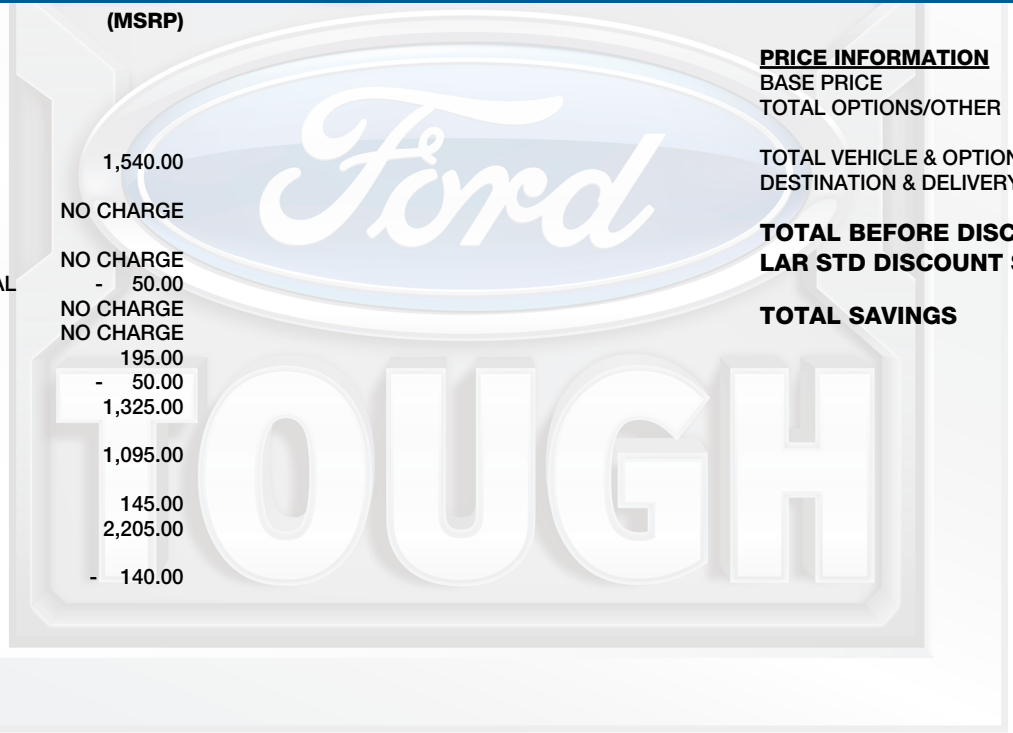 (MSRP)
1,540.00
NO CHARGE
NO CHARGE
AL - 50.00
NO CHARGE
NO CHARGE
195.00
- 50.00
1,325.00
1,095.00
145.00
2,205.00
- 140.00
PRICE INFORMATION
BASE PRICE
TOTAL OPTIONS/OTHER
TOTAL VEHICLE & OPTION
DESTINATION & DELIVERY
TOTAL BEFORE DISC
LAR STD DISCOUNT
TOTAL SAVINGS
Ford
TOUGH